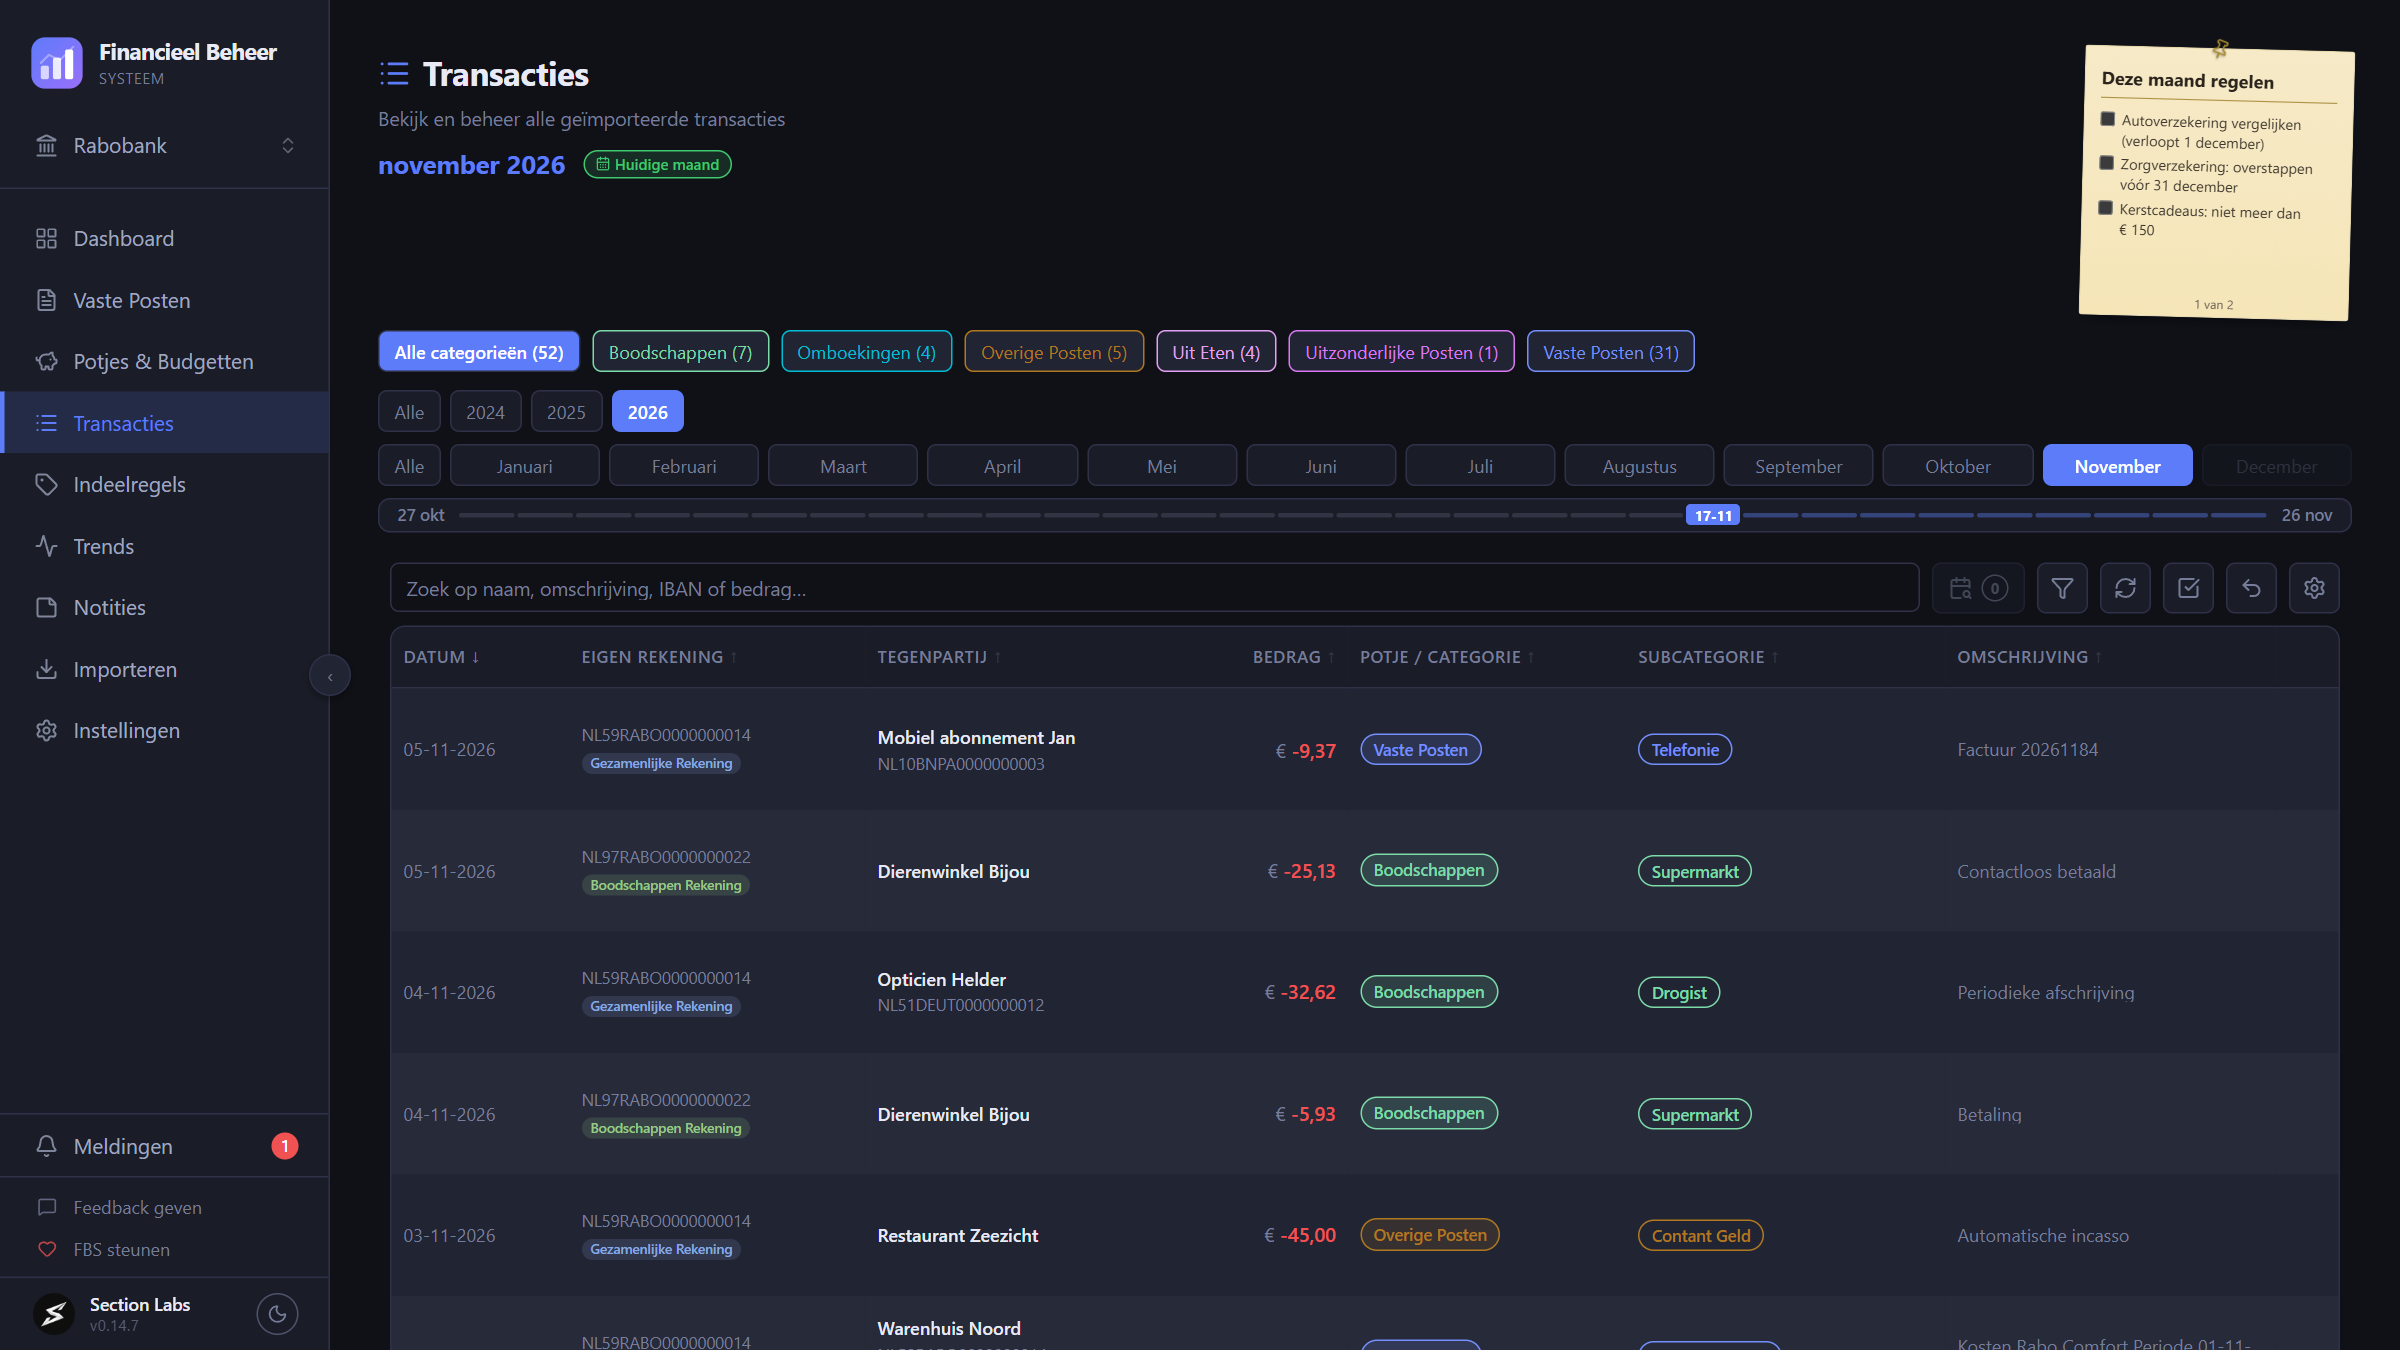 Financieel Beheer
SYSTEEM
Rabobank
Dashboard
Vaste Posten
Potjes & Budgetten
Transacties
Indeelregels
Trends
Notities
Importeren
Instellingen
Meldingen 1
Feedback geven
FBS steunen
Section Labs
v0.14.7
Transacties
Bekijk en beheer alle geïmporteerde transacties
november 2026 Huidige maand
Deze maand regelen
Autoverzekering vergelijken
(verloopt 1 december)
Zorgverzekering: overstappen
vóór 31 december
Kerstcadeaus: niet meer dan
€ 150
1 van 2
Alle categorieën (52) Boodschappen (7) Omboekingen (4) Overige Posten (5) Uit Eten (4) Uitzonderlijke Posten (1) Vaste Posten (31)
Alle 2024 2025 2026
Alle Januari Februari Maart April Mei Juni Juli Augustus September Oktober November December
27 okt 17-11 26 nov
Zoek op naam, omschrijving, IBAN of bedrag... 0
DATUM ↓ EIGEN REKENING ↑ TEGENPARTIJ ↑ BEDRAG ↑ POTJE / CATEGORIE ↑ SUBCATEGORIE ↑ OMSCHRIJVING ↑
05-11-2026 NL59RABO0000000014 Gezamenlijke Rekening Mobiel abonnement Jan NL10BNPA0000000003 € -9,37 Vaste Posten Telefonie Factuur 20261184
05-11-2026 NL97RABO0000000022 Boodschappen Rekening Dierenwinkel Bijou € -25,13 Boodschappen Supermarkt Contactloos betaald
04-11-2026 NL59RABO0000000014 Gezamenlijke Rekening Opticien Helder NL51DEUT0000000012 € -32,62 Boodschappen Drogist Periodieke afschrijving
04-11-2026 NL97RABO0000000022 Boodschappen Rekening Dierenwinkel Bijou € -5,93 Boodschappen Supermarkt Betaling
03-11-2026 NL59RABO0000000014 Gezamenlijke Rekening Restaurant Zeezicht € -45,00 Overige Posten Contant Geld Automatische incasso
NL59RABO0000000014 Warenhuis Noord Kosten Rabo Comfort Periode 01-11-